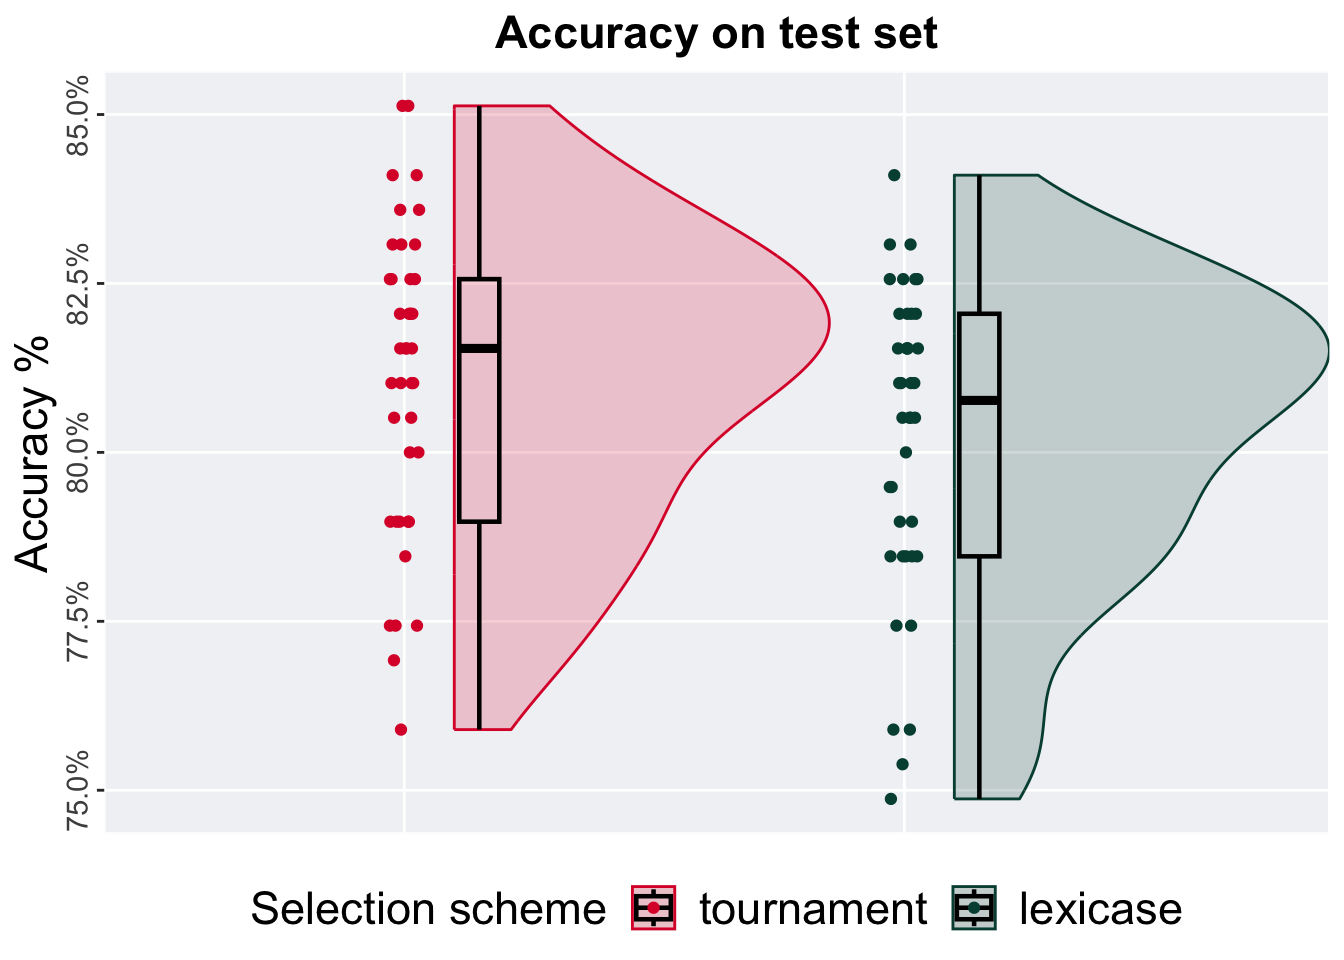 Accuracy on test set
Accuracy %
85.0%
82.5%
80.0%
77.5%
75.0%
Selection scheme tournament lexicase